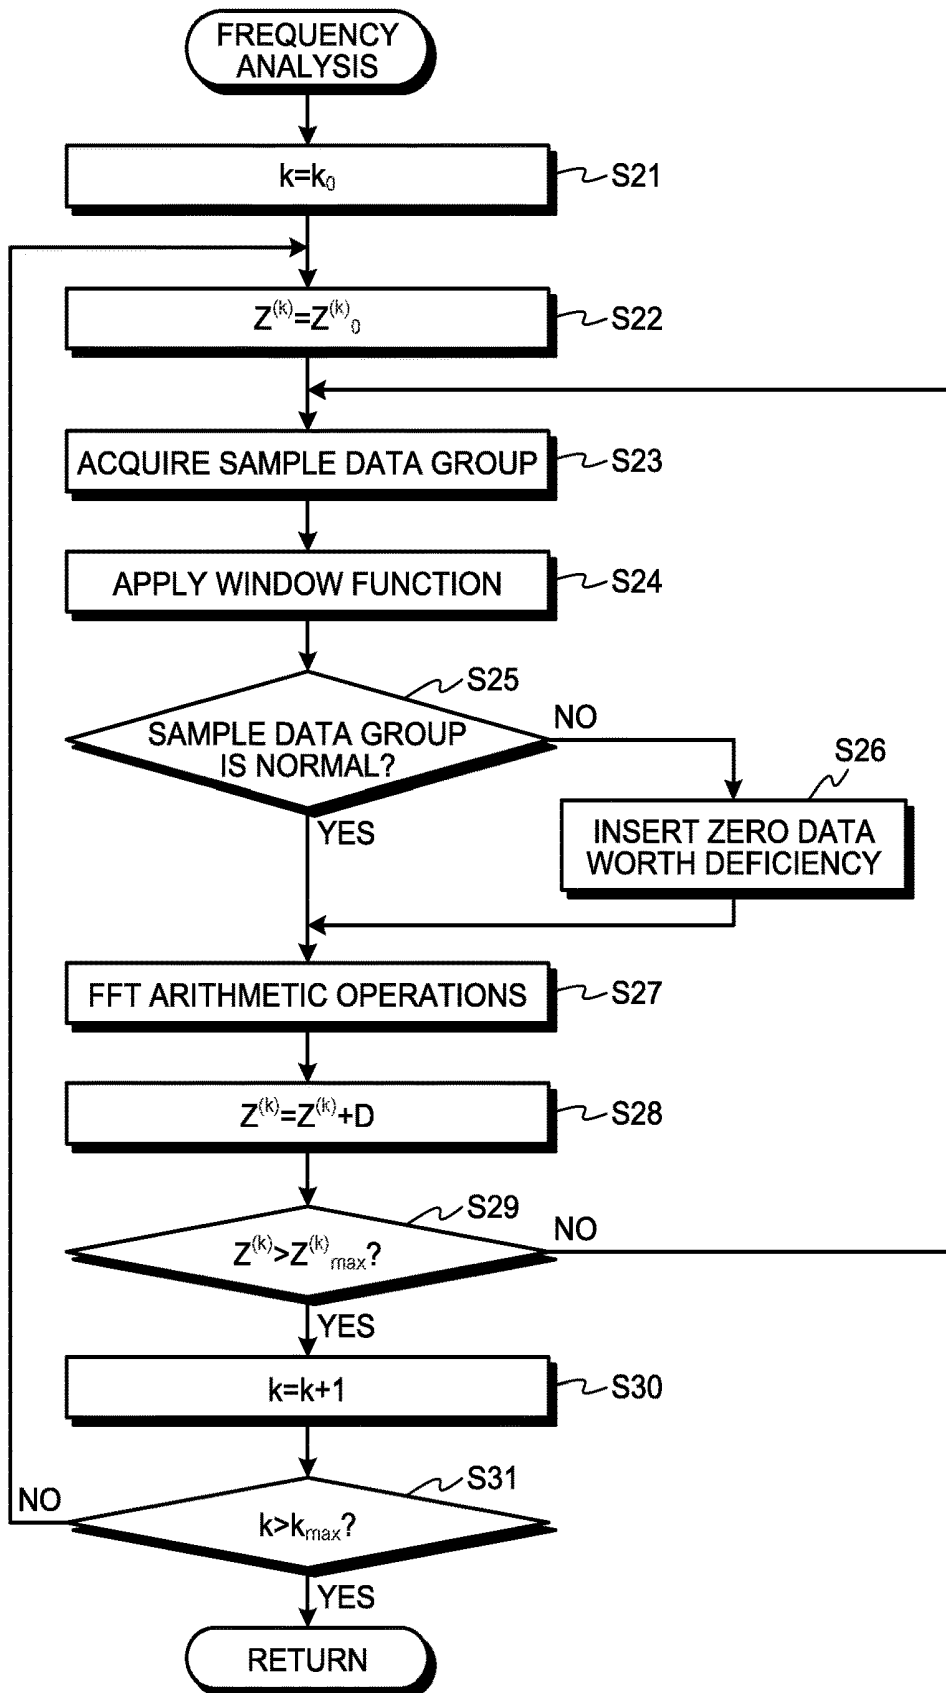 FREQUENCY
ANALYSIS
k=k₀
S21
Z⁽ᵏ⁾=Z⁽ᵏ⁾₀
S22
ACQUIRE SAMPLE DATA GROUP
S23
APPLY WINDOW FUNCTION
S24
S25
SAMPLE DATA GROUP
IS NORMAL?
NO
YES
S26
INSERT ZERO DATA
WORTH DEFICIENCY
FFT ARITHMETIC OPERATIONS
S27
Z⁽ᵏ⁾=Z⁽ᵏ⁾+D
S28
S29
Z⁽ᵏ⁾>Z⁽ᵏ⁾ₘₐₓ?
NO
YES
k=k+1
S30
S31
NO
k>kₘₐₓ?
YES
RETURN